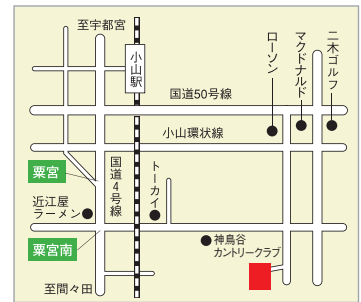 至宇都宮
小山駅
ローソン
マクドナルド
二木ゴルフ
国道50号線
小山環状線
粟宮
国道4号線
トーカイ
近江屋
ラーメン
粟宮南
神鳥谷
カントリークラブ
至間々田